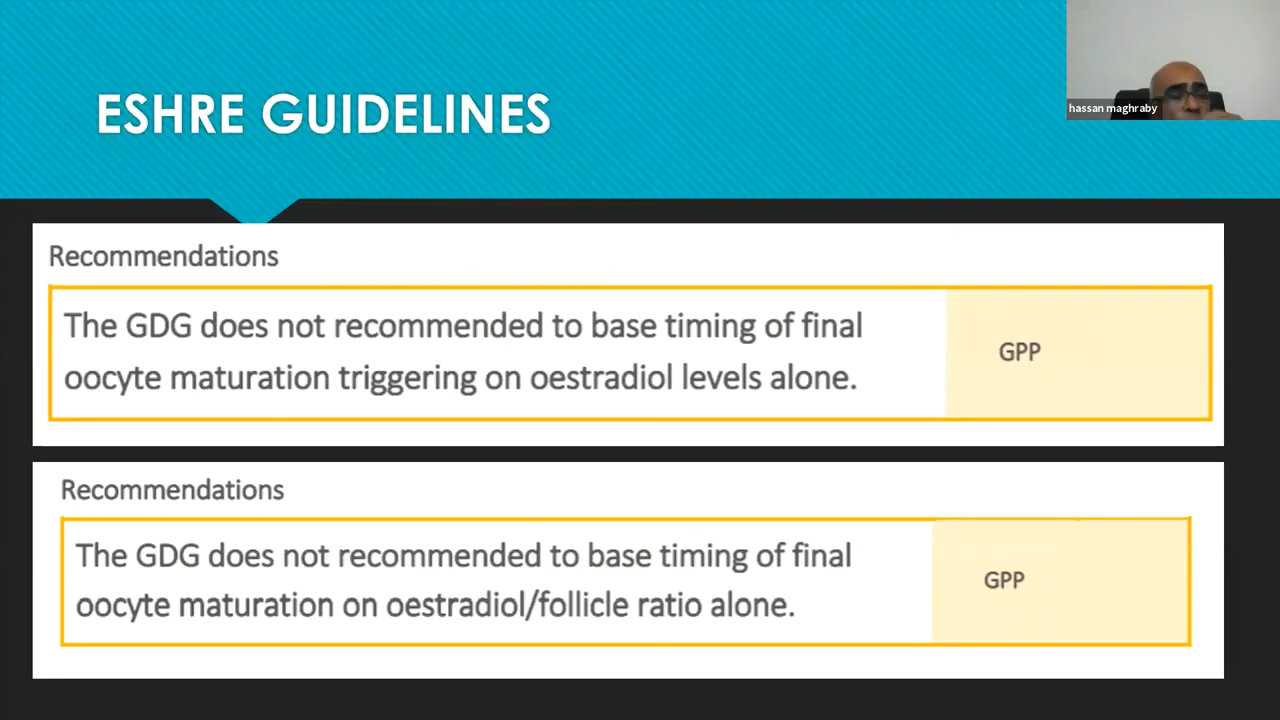 ESHRE GUIDELINES
hassan maghraby
Recommendations
The GDG does not recommended to base timing of final
oocyte maturation triggering on oestradiol levels alone.
GPP
Recommendations
The GDG does not recommended to base timing of final
oocyte maturation on oestradiol/follicle ratio alone.
GPP